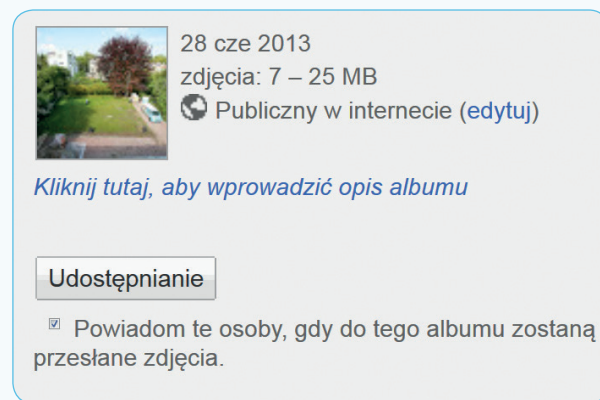 28 cze 2013
zdjęcia: 7 – 25 MB
Publiczny w internecie (edytuj)
Kliknij tutaj, aby wprowadzić opis albumu
Udostępnianie
Powiadom te osoby, gdy do tego albumu zostaną
przesłane zdjęcia.